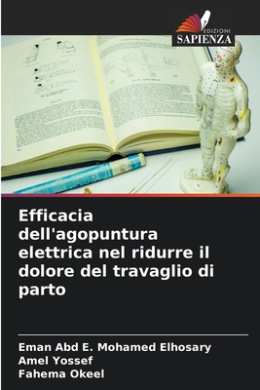 EDIZIONI
SAPIENZA
Efficacia
dell'agopuntura
elettrica nel ridurre il
dolore del travaglio di
parto
Eman Abd E. Mohamed Elhosary
Amel Yossef
Fahema Okeel